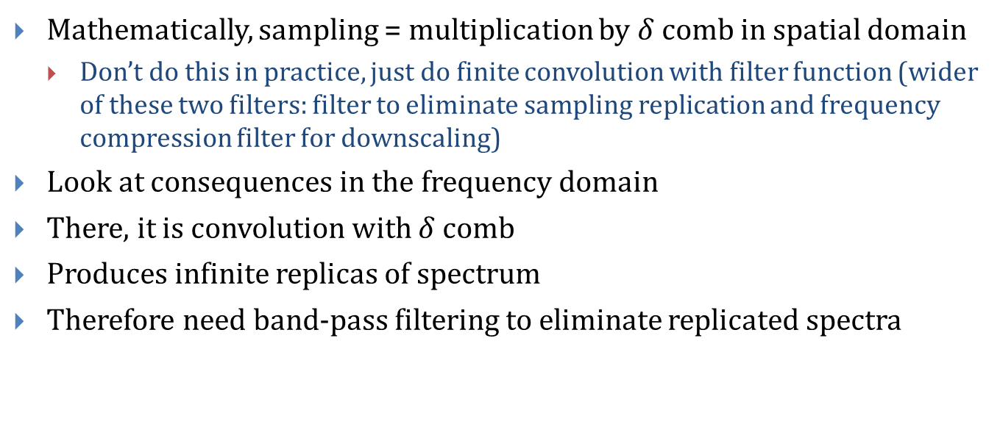 Mathematically, sampling = multiplication by δ comb in spatial domain
Don’t do this in practice, just do finite convolution with filter function (wider
of these two filters: filter to eliminate sampling replication and frequency
compression filter for downscaling)
Look at consequences in the frequency domain
There, it is convolution with δ comb
Produces infinite replicas of spectrum
Therefore need band-pass filtering to eliminate replicated spectra